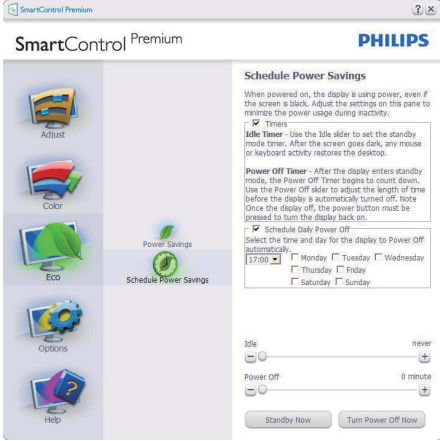 SmartControl Premium
SmartControl Premium
PHILIPS
Adjust
Color
Eco
Options
Help
Power Savings
Schedule Power Savings
Schedule Power Savings
When powered on, the display is using power, even if
the screen is black. Adjust the settings on this pane to
minimize the power usage during inactivity.
Timers
Idle Timer - Use the Idle slider to set the standby
mode timer. After the screen goes dark, any mouse
or keyboard activity restores the desktop.
Power Off Timer - After the display enters standby
mode, the Power Off Timer begins to count down.
Use the Power Off slider to adjust the length of time
before the display is automatically turned off. Note
Once the display off, the power button must be
pressed to turn the display back on.
Schedule Daily Power Off
Select the time and day for the display to Power Off
automatically.
17:00 Monday Tuesday Wednesday
Thursday Friday
Saturday Sunday
Idle never
Power Off 0 minute
Standby Now Turn Power Off Now